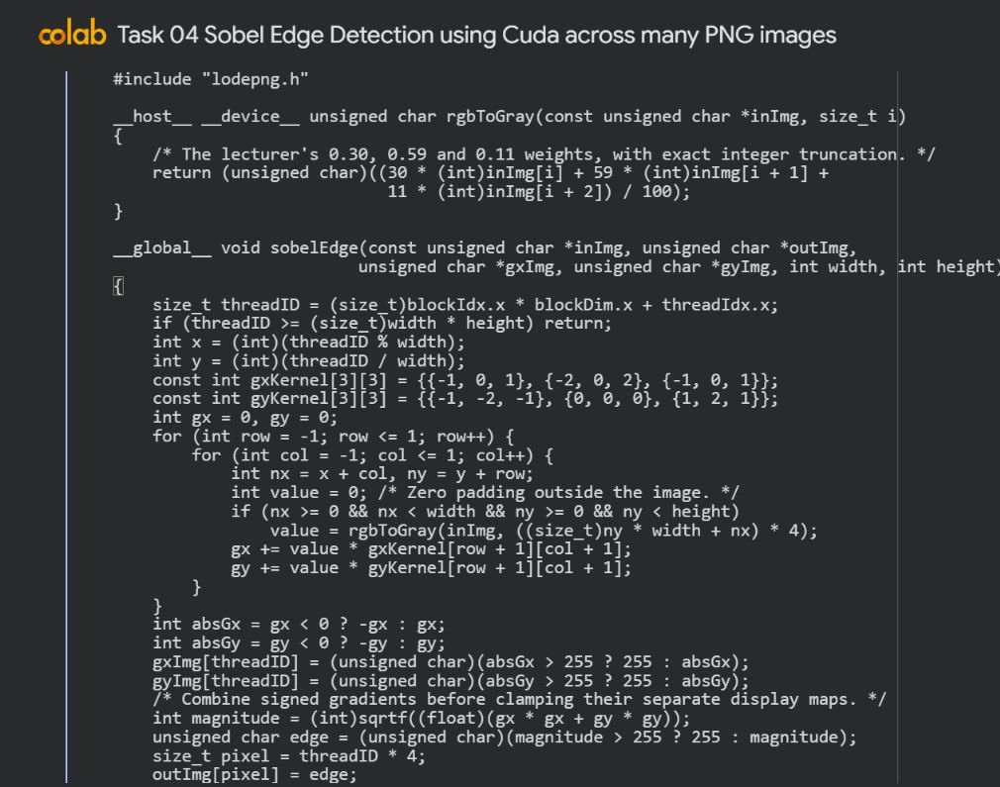 colab Task 04 Sobel Edge Detection using Cuda across many PNG images
#include "lodepng.h"
__host__ __device__ unsigned char rgbToGray(const unsigned char *inImg, size_t i)
{
    /* The lecturer's 0.30, 0.59 and 0.11 weights, with exact integer truncation. */
    return (unsigned char)((30 * (int)inImg[i] + 59 * (int)inImg[i + 1] +
                            11 * (int)inImg[i + 2]) / 100);
}
__global__ void sobelEdge(const unsigned char *inImg, unsigned char *outImg,
                         unsigned char *gxImg, unsigned char *gyImg, int width, int height)
{
    size_t threadID = (size_t)blockIdx.x * blockDim.x + threadIdx.x;
    if (threadID >= (size_t)width * height) return;
    int x = (int)(threadID % width);
    int y = (int)(threadID / width);
    const int gxKernel[3][3] = {{-1, 0, 1}, {-2, 0, 2}, {-1, 0, 1}};
    const int gyKernel[3][3] = {{-1, -2, -1}, {0, 0, 0}, {1, 2, 1}};
    int gx = 0, gy = 0;
    for (int row = -1; row <= 1; row++) {
        for (int col = -1; col <= 1; col++) {
            int nx = x + col, ny = y + row;
            int value = 0; /* Zero padding outside the image. */
            if (nx >= 0 && nx < width && ny >= 0 && ny < height)
                value = rgbToGray(inImg, ((size_t)ny * width + nx) * 4);
            gx += value * gxKernel[row + 1][col + 1];
            gy += value * gyKernel[row + 1][col + 1];
        }
    }
    int absGx = gx < 0 ? -gx : gx;
    int absGy = gy < 0 ? -gy : gy;
    gxImg[threadID] = (unsigned char)(absGx > 255 ? 255 : absGx);
    gyImg[threadID] = (unsigned char)(absGy > 255 ? 255 : absGy);
    /* Combine signed gradients before clamping their separate display maps. */
    int magnitude = (int)sqrtf((float)(gx * gx + gy * gy));
    unsigned char edge = (unsigned char)(magnitude > 255 ? 255 : magnitude);
    size_t pixel = threadID * 4;
    outImg[pixel] = edge;